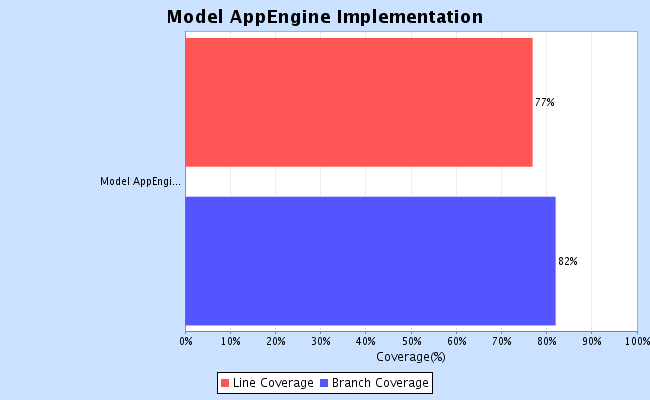 Model AppEngine Implementation
77%
Model AppEngi...
82%
0% 10% 20% 30% 40% 50% 60% 70% 80% 90% 100%
Coverage(%)
Line Coverage Branch Coverage